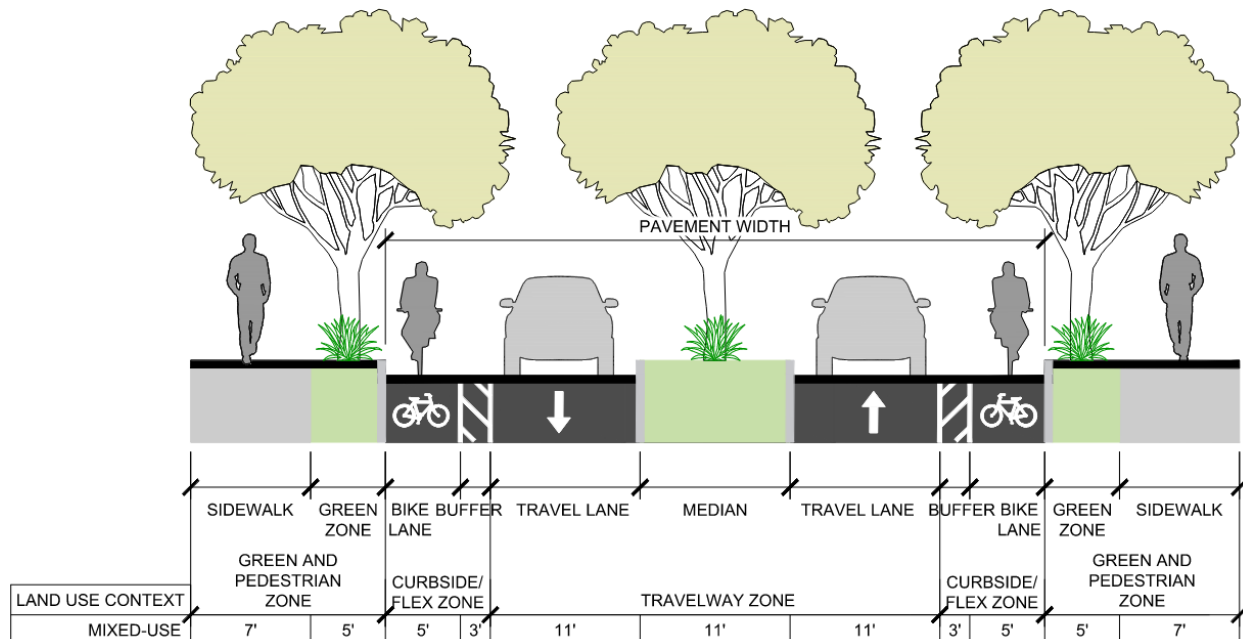 PAVEMENT WIDTH
SIDEWALK GREEN ZONE BIKE LANE BUFFER TRAVEL LANE MEDIAN TRAVEL LANE BUFFER BIKE LANE GREEN ZONE SIDEWALK
GREEN AND PEDESTRIAN ZONE CURBSIDE/ FLEX ZONE TRAVELWAY ZONE CURBSIDE/ FLEX ZONE GREEN AND PEDESTRIAN ZONE
LAND USE CONTEXT
MIXED-USE 7' 5' 5' 3' 11' 11' 11' 3' 5' 5' 7'